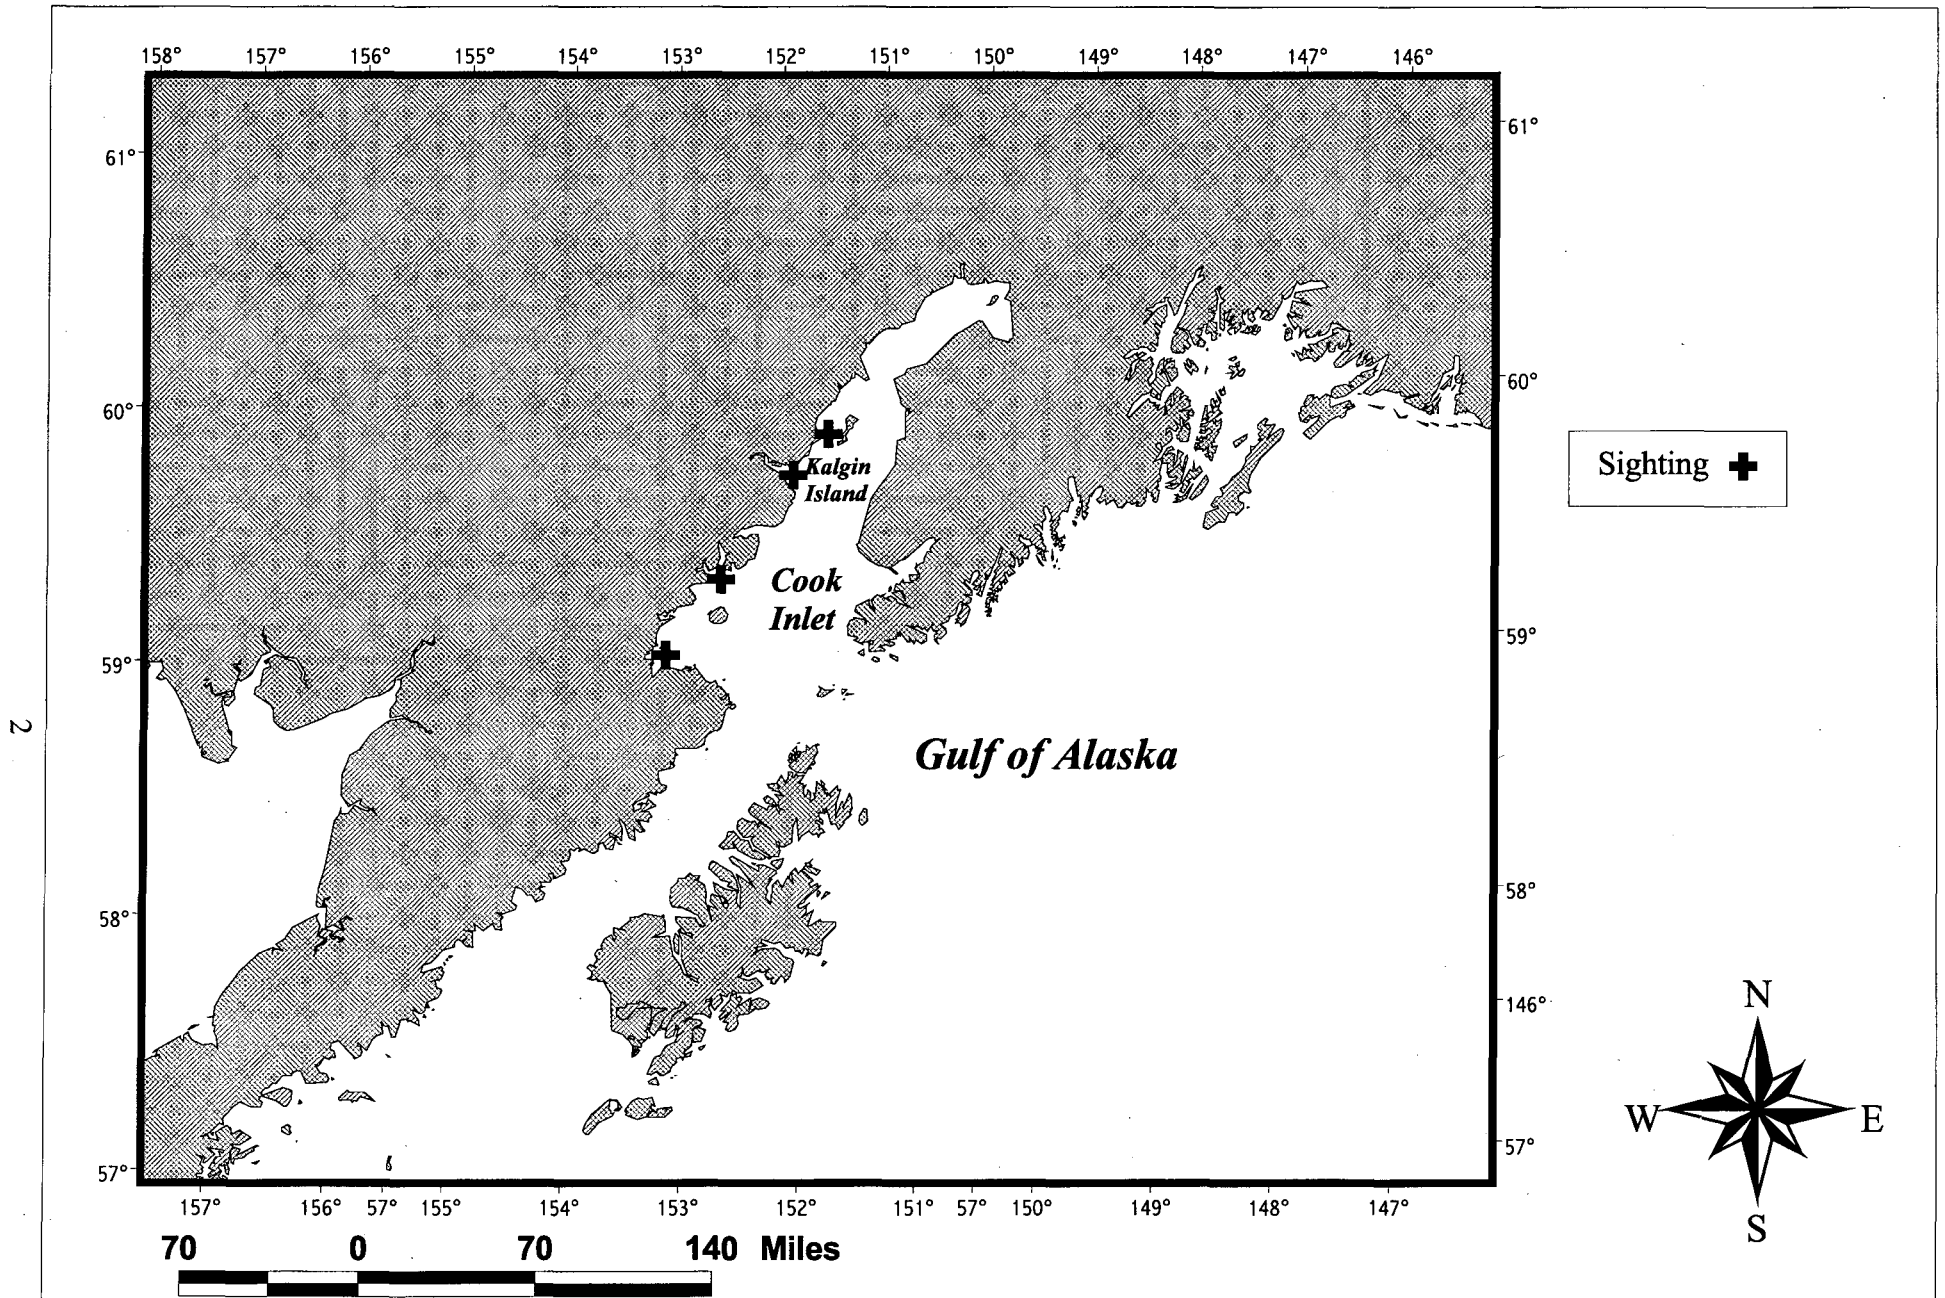 158° 157° 156° 155° 154° 153° 152° 151° 150° 149° 148° 147° 146°
61° 61°
60° 60°
Kalgin
Island
Sighting
Cook
Inlet
59° 59°
2
Gulf of Alaska
58° 58°
146°
57° 57°
157° 156° 57° 155° 154° 153° 152° 151° 57° 150° 149° 148° 147°
N
W E
S
70 0 70 140 Miles